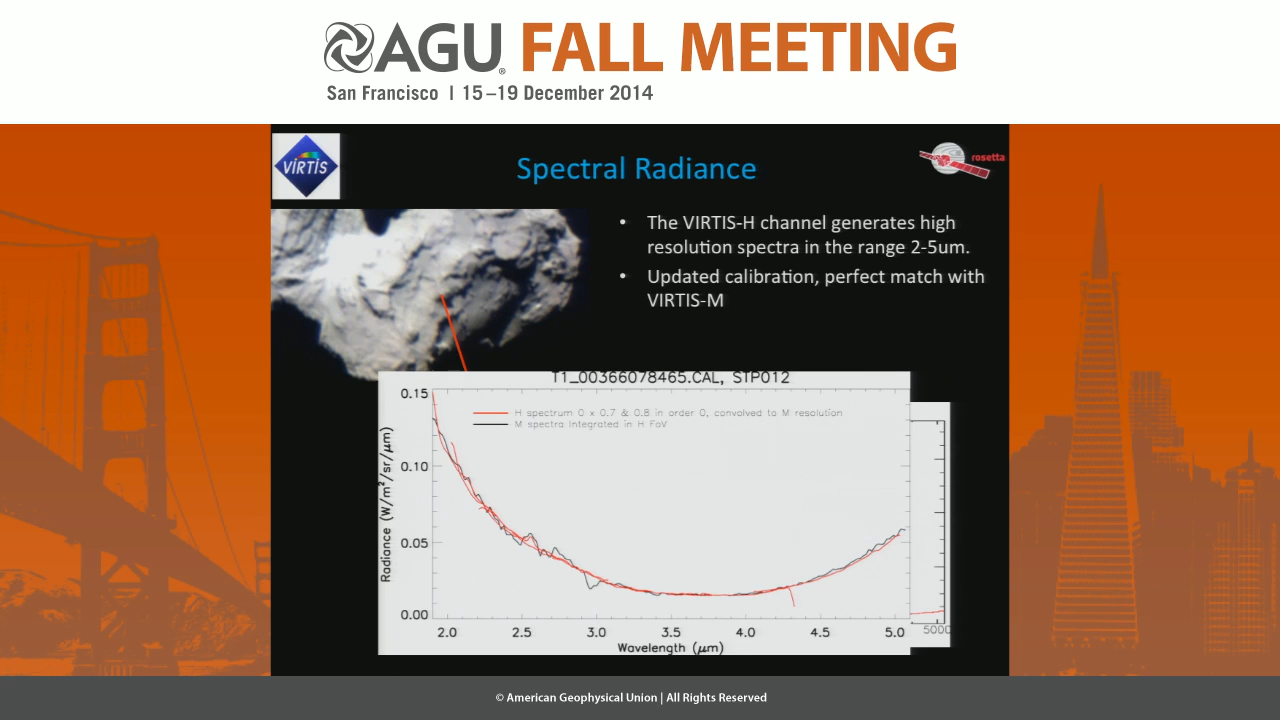 AGU® FALL MEETING
San Francisco | 15–19 December 2014
VIRTIS
Spectral Radiance
rosetta
• The VIRTIS-H channel generates high
resolution spectra in the range 2-5um.
• Updated calibration, perfect match with
VIRTIS-M
T1_00366078465.CAL, STP012
H spectrum 0 x 0.7 & 0.8 in order 0, convolved to M resolution
M spectra Integrated in H FoV
0.15
0.10
0.05
0.00
Radiance (W/m²/sr/μm)
2.0 2.5 3.0 3.5 4.0 4.5 5.0
5000
Wavelength (μm)
© American Geophysical Union | All Rights Reserved